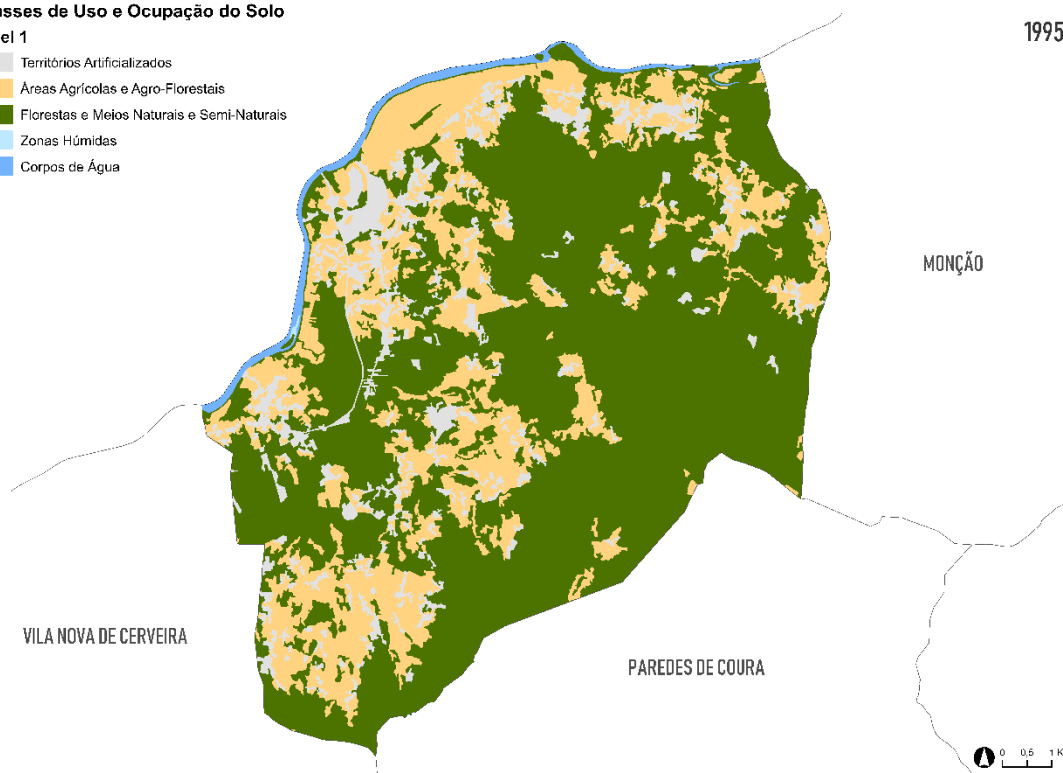 asses de Uso e Ocupação do Solo
el 1
1995
Territórios Artificializados
Áreas Agrícolas e Agro-Florestais
Florestas e Meios Naturais e Semi-Naturais
Zonas Húmidas
Corpos de Água
MONÇÃO
VILA NOVA DE CERVEIRA
PAREDES DE COURA
0 0,5 1 K